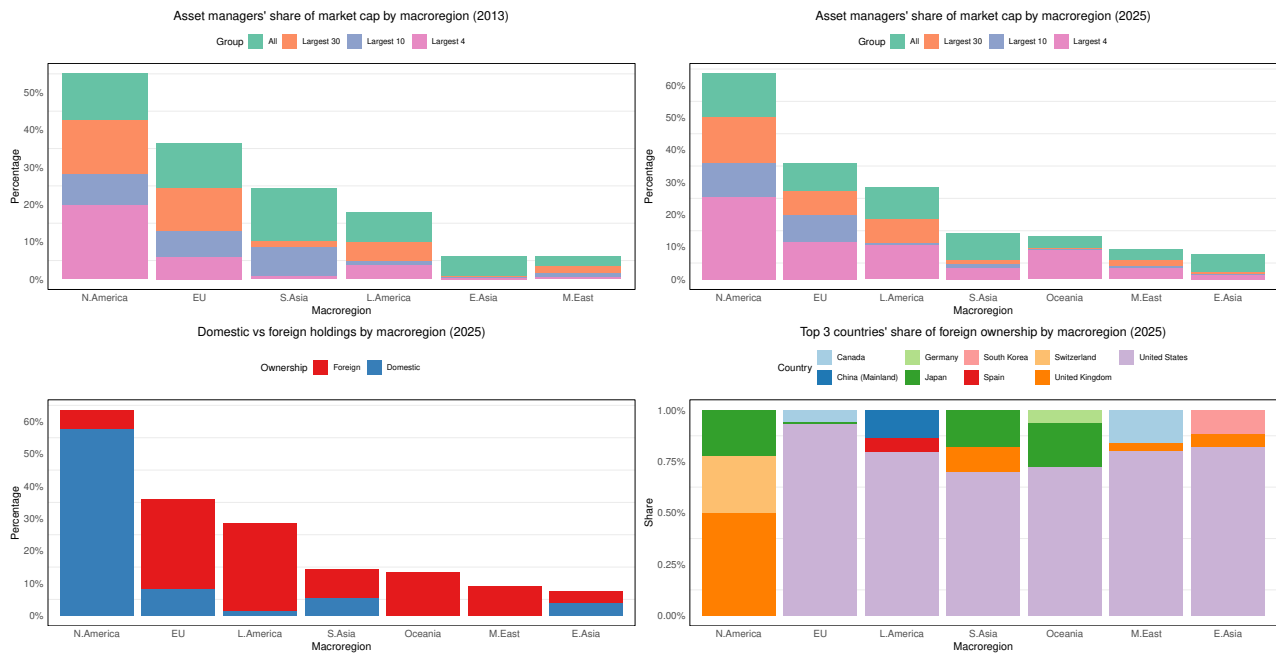 Asset managers' share of market cap by macroregion (2013)
Group All Largest 30 Largest 10 Largest 4
Percentage
50%
40%
30%
20%
10%
0%
N.America EU S.Asia L.America E.Asia M.East
Macroregion
Asset managers' share of market cap by macroregion (2025)
Group All Largest 30 Largest 10 Largest 4
Percentage
60%
50%
40%
30%
20%
10%
0%
N.America EU L.America S.Asia Oceania M.East E.Asia
Macroregion
Domestic vs foreign holdings by macroregion (2025)
Ownership Foreign Domestic
Percentage
60%
50%
40%
30%
20%
10%
0%
N.America EU L.America S.Asia Oceania M.East E.Asia
Macroregion
Top 3 countries' share of foreign ownership by macroregion (2025)
Country
Canada Germany South Korea Switzerland United States
China (Mainland) Japan Spain United Kingdom
Share
1.00%
0.75%
0.50%
0.25%
0.00%
N.America EU L.America S.Asia Oceania M.East E.Asia
Macroregion